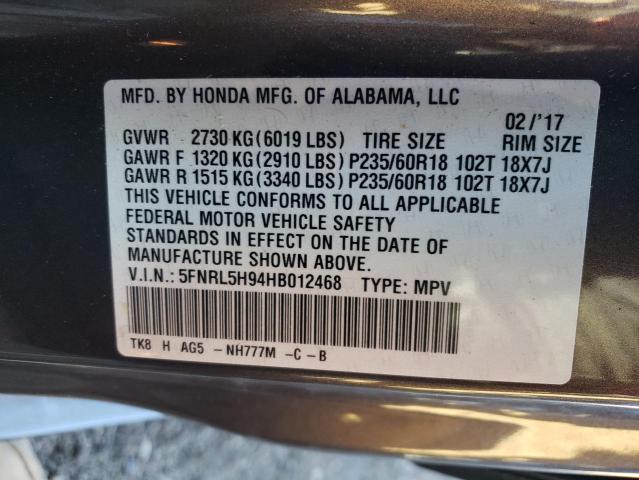 MFD. BY HONDA MFG. OF ALABAMA, LLC
02/'17
GVWR 2730 KG(6019 LBS) TIRE SIZE RIM SIZE
GAWR F 1320 KG(2910 LBS)P235/60R18 102T 18X7J
GAWR R 1515 KG(3340 LBS)P235/60R18 102T 18X7J
THIS VEHICLE CONFORMS TO ALL APPLICABLE
FEDERAL MOTOR VEHICLE SAFETY
STANDARDS IN EFFECT ON THE DATE OF
MANUFACTURE SHOWN ABOVE.
V.I.N.: 5FNRL5H94HB012468 TYPE: MPV
TK8 H AG5 -NH777M -C-B